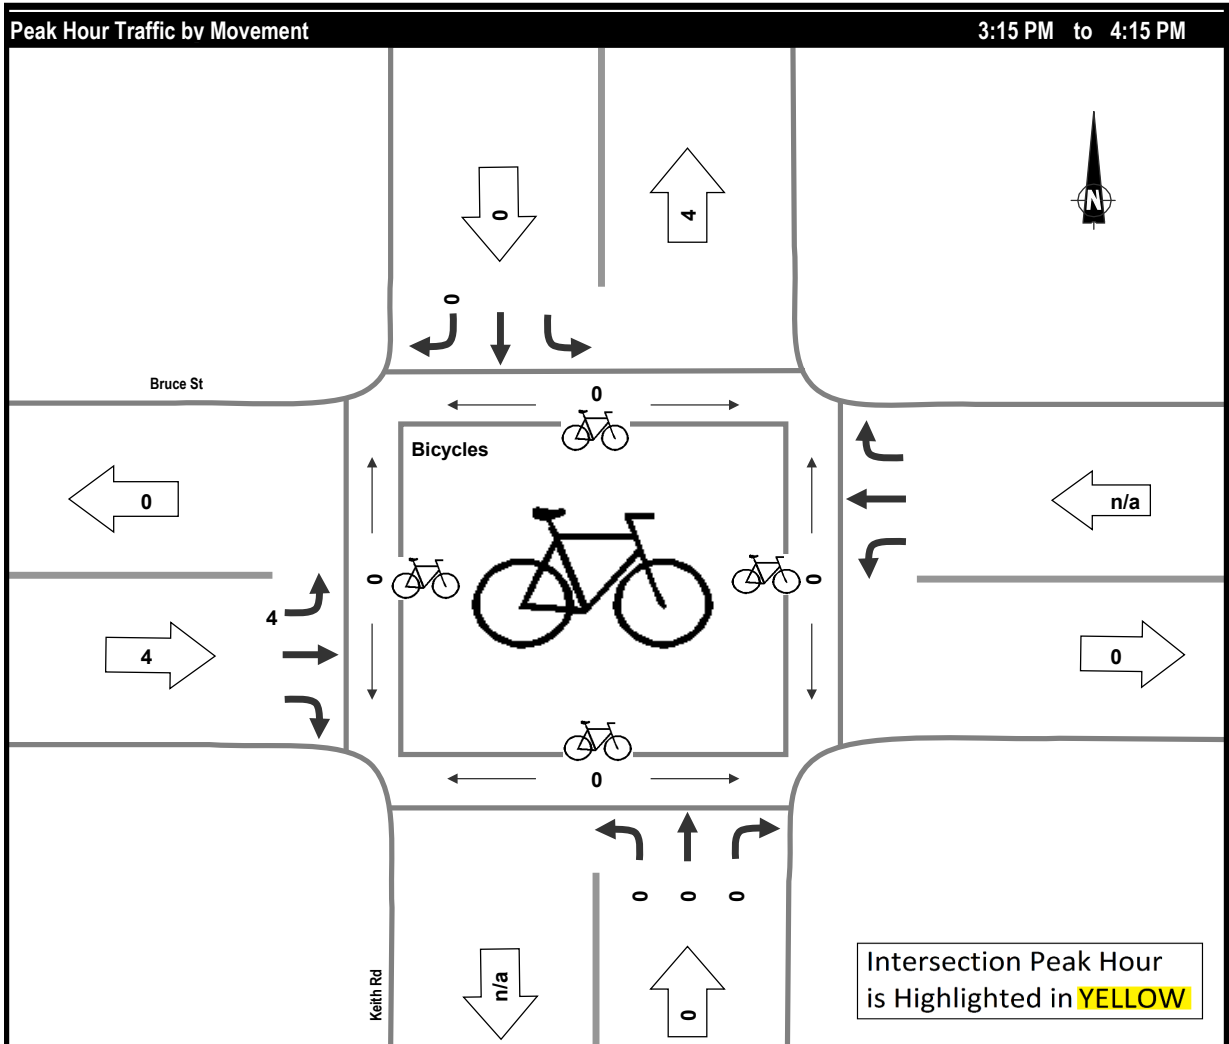 Peak Hour Traffic by Movement
3:15 PM to 4:15 PM
0
4
N
0
Bruce St
0
Bicycles
0
n/a
0
0
4
4
0
0
0 0 0
Keith Rd
n/a
0
Intersection Peak Hour
is Highlighted in YELLOW